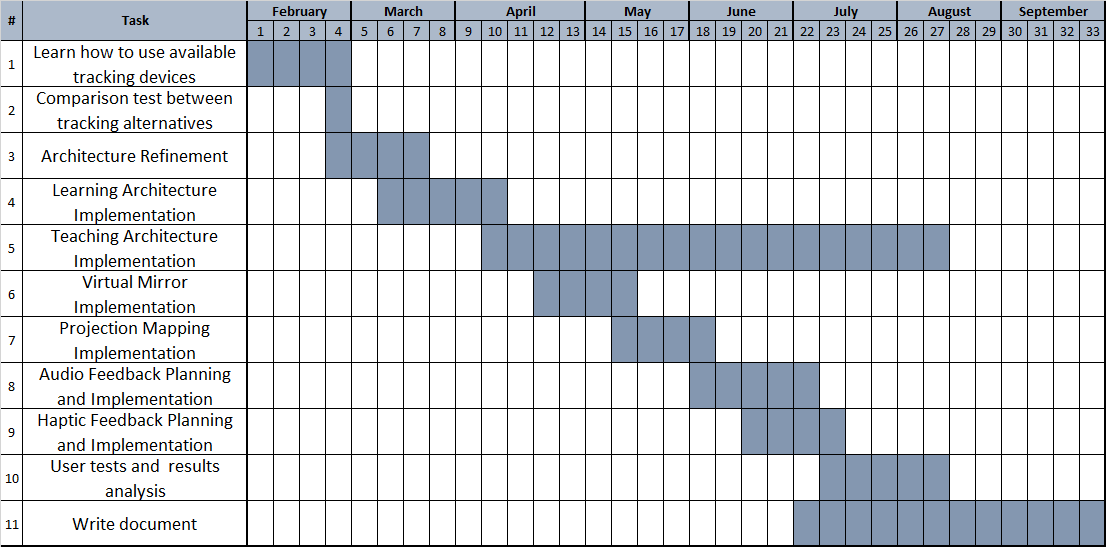 # Task February March April May June July August September
1 2 3 4 5 6 7 8 9 10 11 12 13 14 15 16 17 18 19 20 21 22 23 24 25 26 27 28 29 30 31 32 33
1 Learn how to use available
tracking devices
2 Comparison test between
tracking alternatives
3 Architecture Refinement
4 Learning Architecture
Implementation
5 Teaching Architecture
Implementation
6 Virtual Mirror
Implementation
7 Projection Mapping
Implementation
8 Audio Feedback Planning
and Implementation
9 Haptic Feedback Planning
and Implementation
10 User tests and  results
analysis
11 Write document